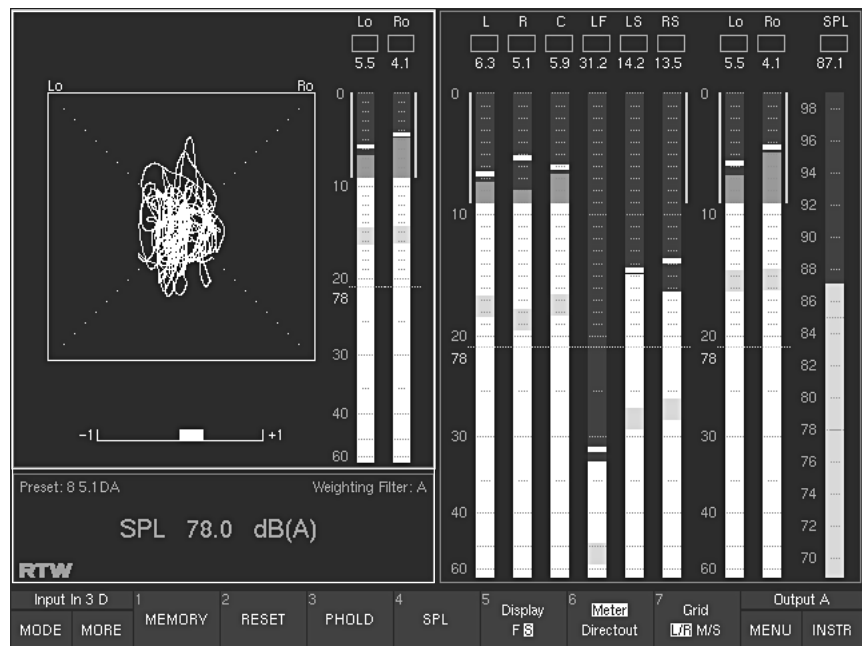 Lo Ro
5.5 4.1
Lo Ro
0
10
20
78
30
40
60
-1 +1
Preset: 8 5.1DA Weighting Filter: A
SPL 78.0 dB(A)
RTW
L R C LF LS RS Lo Ro SPL
6.3 5.1 5.9 31.2 14.2 13.5 5.5 4.1 87.1
0 0
10 10
20 20
78 78
30 30
40 40
60 60
98
96
94
92
90
88
86
84
82
80
78
76
74
72
70
Input In 3 D
MODE MORE
1 MEMORY
2 RESET
3 PHOLD
4 SPL
5 Display
F S
6 Meter
Directout
7 Grid
L/R M/S
Output A
MENU INSTR